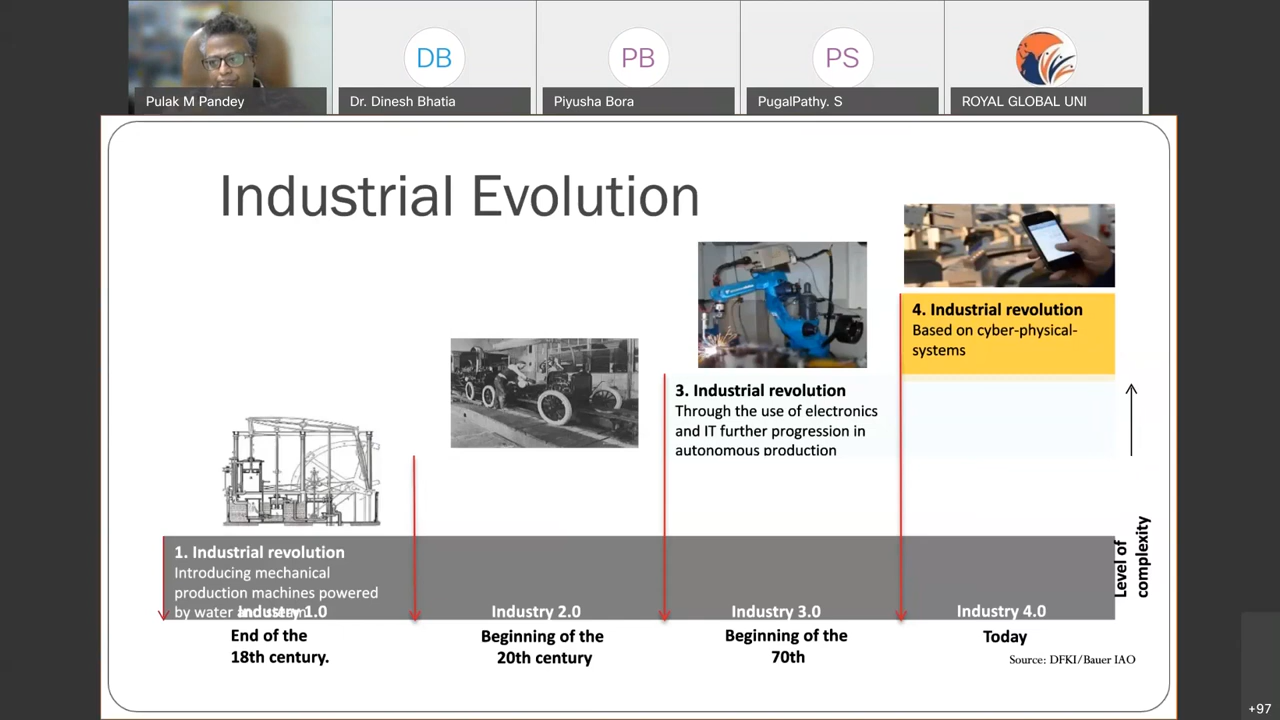 DB
PB
PS
Pulak M Pandey
Dr. Dinesh Bhatia
Piyusha Bora
PugalPathy. S
ROYAL GLOBAL UNI
Industrial Evolution
4. Industrial revolution
Based on cyber-physical-
systems
3. Industrial revolution
Through the use of electronics
and IT further progression in
autonomous production
1. Industrial revolution
Introducing mechanical
production machines powered
by water and steam
Level of
complexity
Industry 1.0
Industry 2.0
Industry 3.0
Industry 4.0
End of the
18th century.
Beginning of the
20th century
Beginning of the
70th
Today
Source: DFKI/Bauer IAO
+97